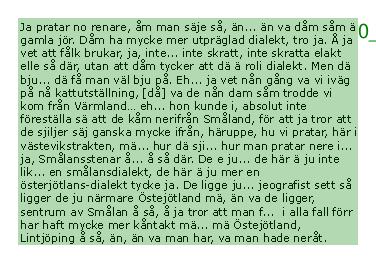 Ja pratar no renare, åm man säje så, än... än va dåm såm ä
gamla jör. Dåm ha mycke mer utpräglad dialekt, tro ja. Å ja
vet att fålk brukar, ja, inte... inte skratt, inte skratta elakt
elle så där, utan att dåm tycker att dä ä roli dialekt. Men dä
bju... dä få man väl bju på. Eh... ja vet nån gång va vi iväg
på nå kattutställning, [då] va de nån dam såm trodde vi
kom från Värmland... eh... hon kunde i, absolut inte
föreställa sä att de kåm nerifrån Småland, för att ja tror att
de sjiljer säj ganska mycke ifrån, häruppe, hu vi pratar, här i
västevikstrakten, mä... hur dä sji... hur man pratar nere i...
ja, Smålansstenar å... å så där. De e ju... de här ä ju inte
lik... en smålansdialekt, de här ä ju mer en
österjötlans-dialekt tycke ja. De ligge ju... jeografist sett så
ligger de ju närmare Östejötland mä, än va de ligger,
sentrum av Smålan å så, å ja tror att man f... i alla fall förr
har haft mycke mer kåntakt mä... mä Östejötland,
Lintjöping å så, än, än va man har, va man hade neråt.
0_